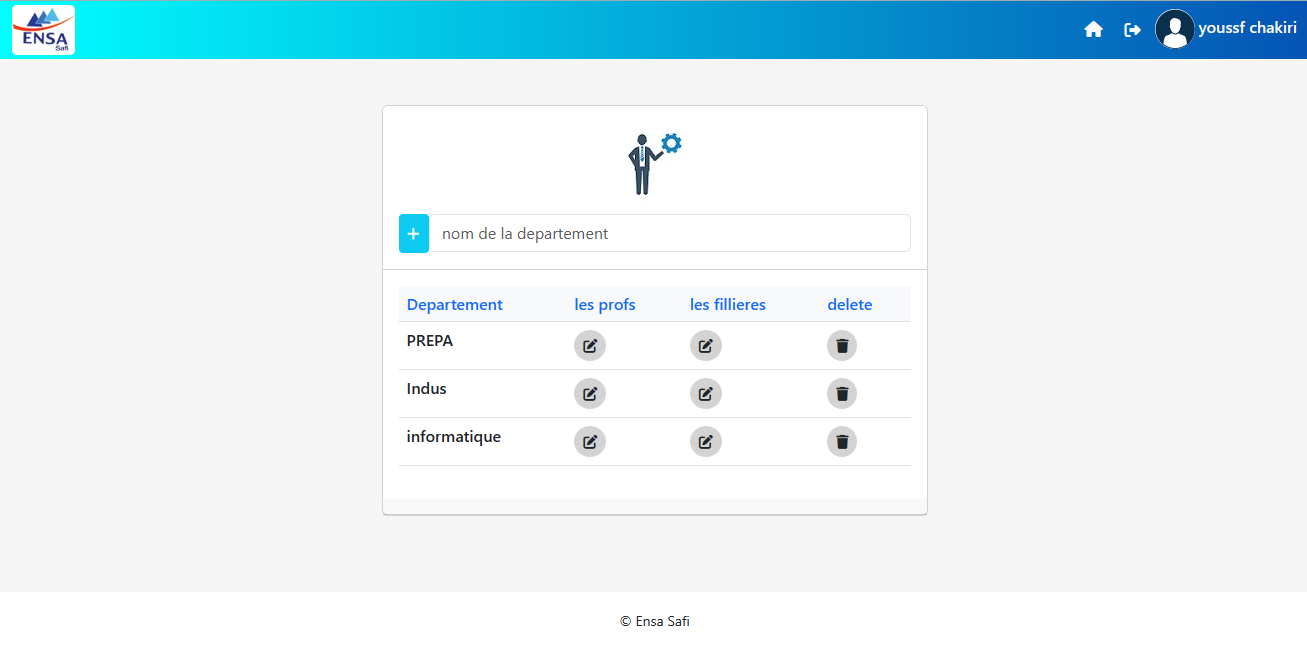 ENSA
Safi
youssf chakiri
+ nom de la departement
Departement les profs les fillieres delete
PREPA
Indus
informatique
© Ensa Safi